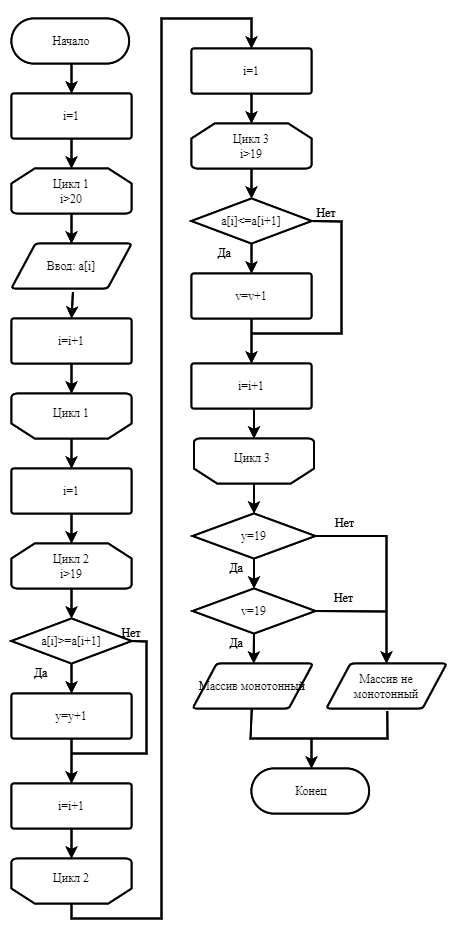 Начало
i=1
Цикл 1
i>20
Ввод: a[i]
i=i+1
Цикл 1
i=1
Цикл 2
i>19
a[i]>=a[i+1]
Нет
Да
y=y+1
i=i+1
Цикл 2
i=1
Цикл 3
i>19
a[i]<=a[i+1]
Нет
Да
v=v+1
i=i+1
Цикл 3
y=19
Нет
Да
v=19
Нет
Да
Массив монотонный
Массив не
монотонный
Конец